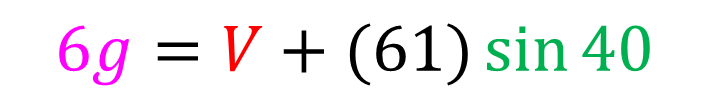 6g = V + (61) sin 40